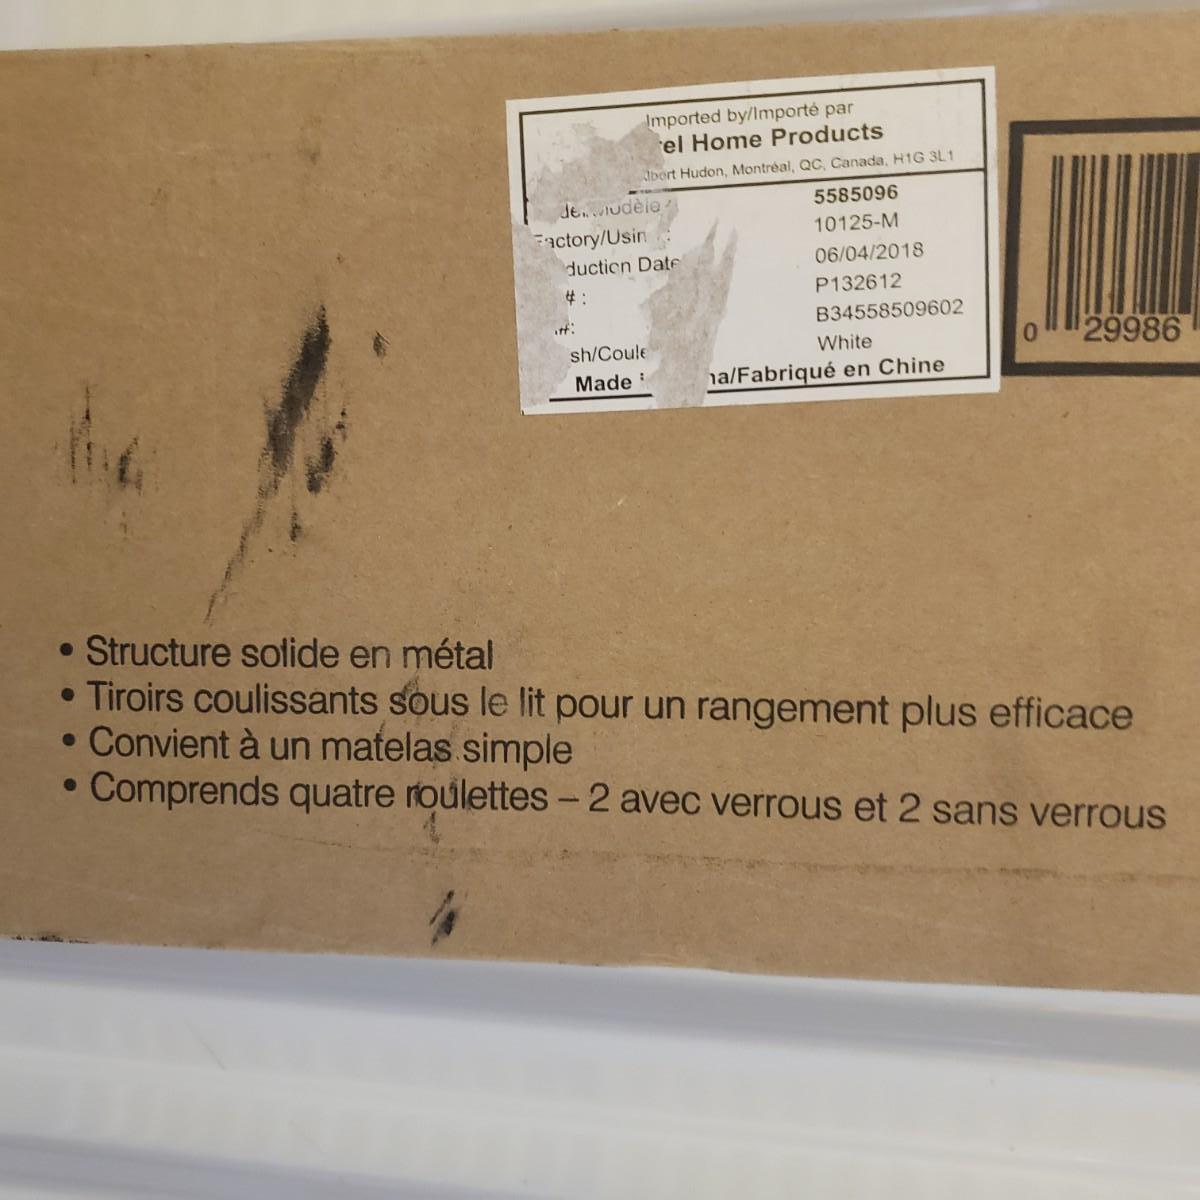 Imported by/Importé par
el Home Products
Hudon, Montréal, QC, Canada, H1G 3L1
5585096
actory/Usin : 10125-M
duction Date 06/04/2018
# : P132612
#: B34558509602
sh/Coule White
Made na/Fabriqué en Chine
0 29986
• Structure solide en métal
• Tiroirs coulissants sous le lit pour un rangement plus efficace
• Convient à un matelas simple
• Comprends quatre roulettes – 2 avec verrous et 2 sans verrous